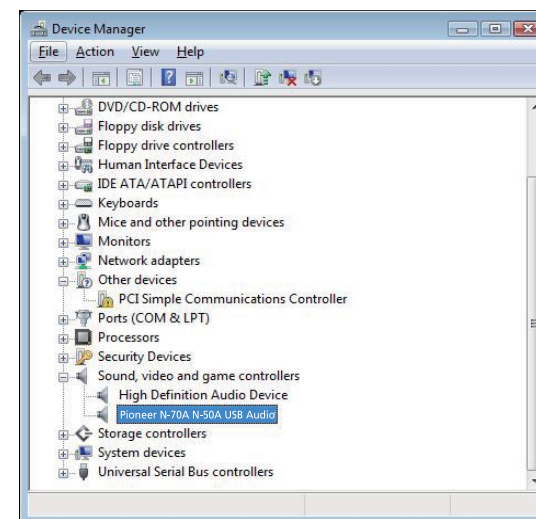 Device Manager
File Action View Help
DVD/CD-ROM drives
Floppy disk drives
Floppy drive controllers
Human Interface Devices
IDE ATA/ATAPI controllers
Keyboards
Mice and other pointing devices
Monitors
Network adapters
Other devices
PCI Simple Communications Controller
Ports (COM & LPT)
Processors
Security Devices
Sound, video and game controllers
High Definition Audio Device
Pioneer N-70A N-50A USB Audio
Storage controllers
System devices
Universal Serial Bus controllers